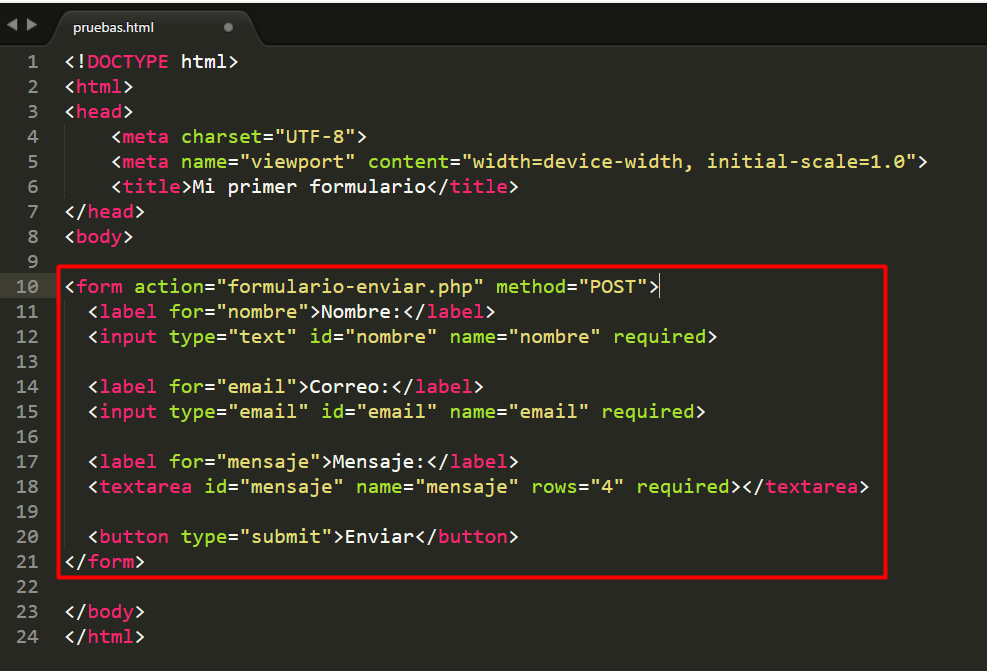 pruebas.html
1 <!DOCTYPE html>
2 <html>
3 <head>
4     <meta charset="UTF-8">
5     <meta name="viewport" content="width=device-width, initial-scale=1.0">
6     <title>Mi primer formulario</title>
7 </head>
8 <body>
9
10 <form action="formulario-enviar.php" method="POST">
11   <label for="nombre">Nombre:</label>
12   <input type="text" id="nombre" name="nombre" required>
13
14   <label for="email">Correo:</label>
15   <input type="email" id="email" name="email" required>
16
17   <label for="mensaje">Mensaje:</label>
18   <textarea id="mensaje" name="mensaje" rows="4" required></textarea>
19
20   <button type="submit">Enviar</button>
21 </form>
22
23 </body>
24 </html>